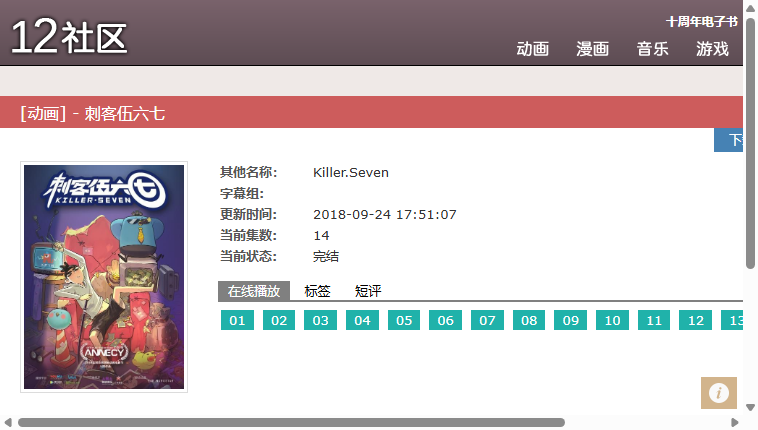 12社区
十周年电子书
动画 漫画 音乐 游戏
[动画] - 刺客伍六七
刺客伍六七
KILLER·SEVEN
ANNECY
其他名称: Killer.Seven
字幕组:
更新时间: 2018-09-24 17:51:07
当前集数: 14
当前状态: 完结
在线播放 标签 短评
01 02 03 04 05 06 07 08 09 10 11 12 13